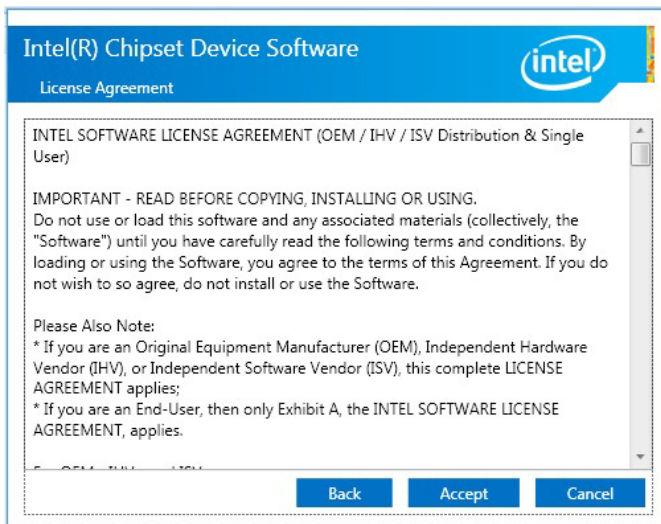 Intel(R) Chipset Device Software
intel
License Agreement
INTEL SOFTWARE LICENSE AGREEMENT (OEM / IHV / ISV Distribution & Single
User)
IMPORTANT - READ BEFORE COPYING, INSTALLING OR USING.
Do not use or load this software and any associated materials (collectively, the
"Software") until you have carefully read the following terms and conditions. By
loading or using the Software, you agree to the terms of this Agreement. If you do
not wish to so agree, do not install or use the Software.
Please Also Note:
* If you are an Original Equipment Manufacturer (OEM), Independent Hardware
Vendor (IHV), or Independent Software Vendor (ISV), this complete LICENSE
AGREEMENT applies;
* If you are an End-User, then only Exhibit A, the INTEL SOFTWARE LICENSE
AGREEMENT, applies.
Back Accept Cancel